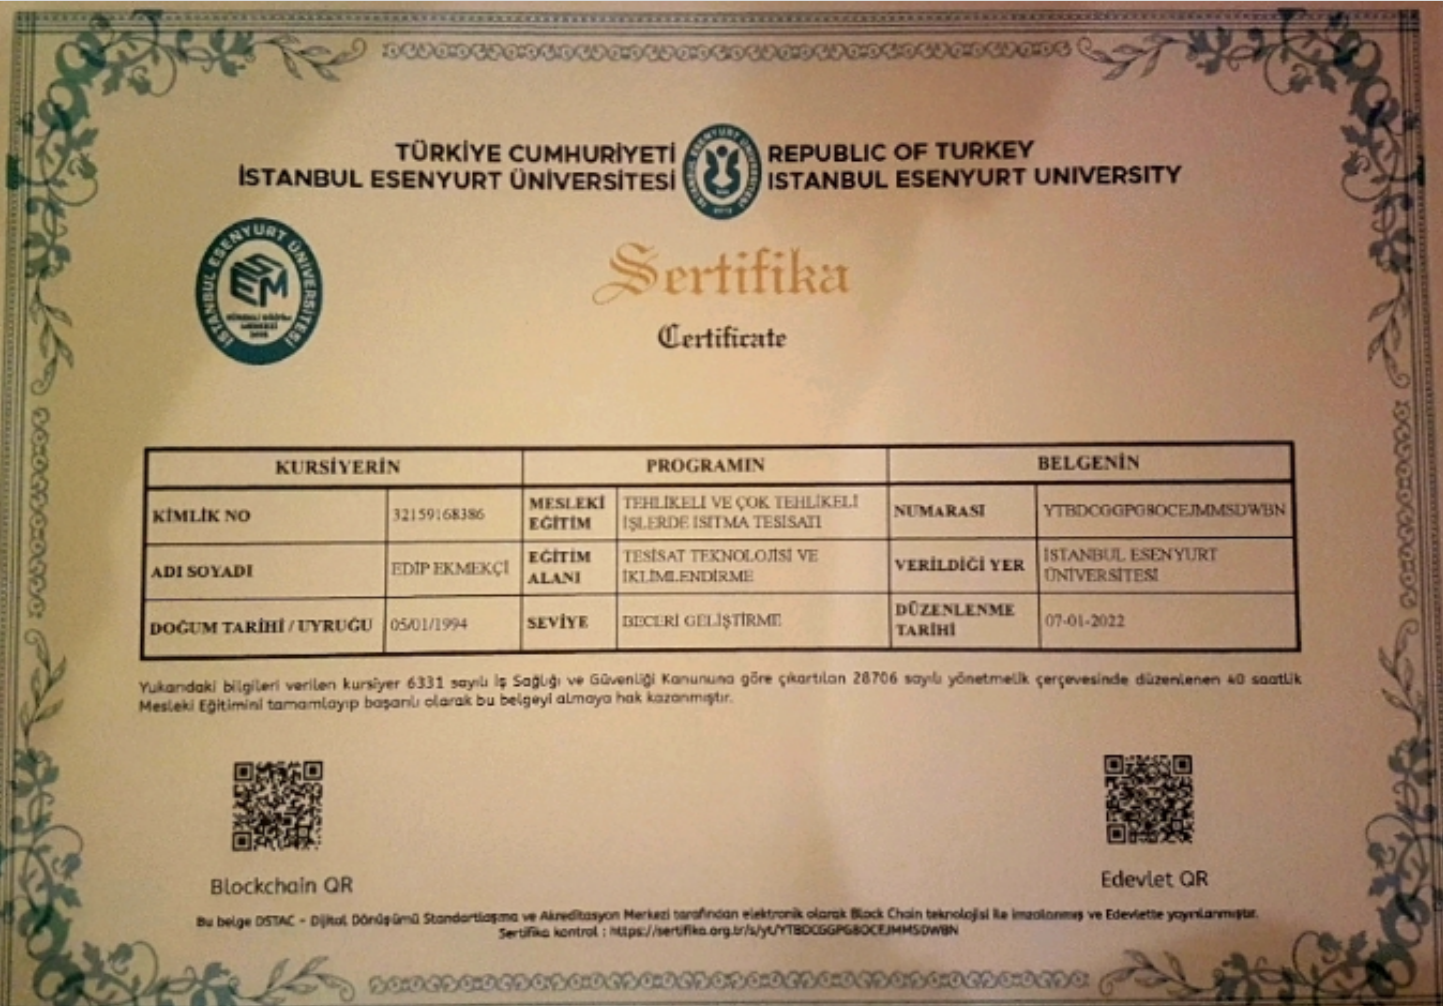 TÜRKİYE CUMHURİYETİ
İSTANBUL ESENYURT ÜNİVERSİTESİ
REPUBLIC OF TURKEY
ISTANBUL ESENYURT UNIVERSITY
İSTANBUL ESENYURT ÜNİVERSİTESİ
SEM
Sertifika
Certificate
KURSİYERİN PROGRAMIN BELGENİN
KİMLİK NO 32159168386
MESLEKİ EĞİTİM TEHLİKELİ VE ÇOK TEHLİKELİ
İŞLERDE ISITMA TESİSATI
NUMARASI YTBDCGGPG8OCEJMMSDWBN
ADI SOYADI EDİP EKMEKÇİ
EĞİTİM ALANI TESİSAT TEKNOLOJİSİ VE
İKLİMLENDİRME
VERİLDİĞİ YER İSTANBUL ESENYURT
ÜNİVERSİTESİ
DOĞUM TARİHİ / UYRUĞU 05/01/1994
SEVİYE BECERİ GELİŞTİRME
DÜZENLENME TARİHİ 07-01-2022
Yukarıdaki bilgileri verilen kursiyer 6331 sayılı İş Sağlığı ve Güvenliği Kanununa göre çıkartılan 28706 sayılı yönetmelik çerçevesinde düzenlenen 40 saatlik
Mesleki Eğitimini tamamlayıp başarılı olarak bu belgeyi almaya hak kazanmıştır.
Blockchain QR
Edevlet QR
Bu belge DSTAC - Dijital Dönüşümü Standartlaşma ve Akreditasyon Merkezi tarafından elektronik olarak Block Chain teknolojisi ile imzalanmış ve Edevlette yayınlanmıştır.
Sertifika kontrol : https://sertifika.org.tr/s/yt/YTBDCGGPG8OCEJMMSDWBN